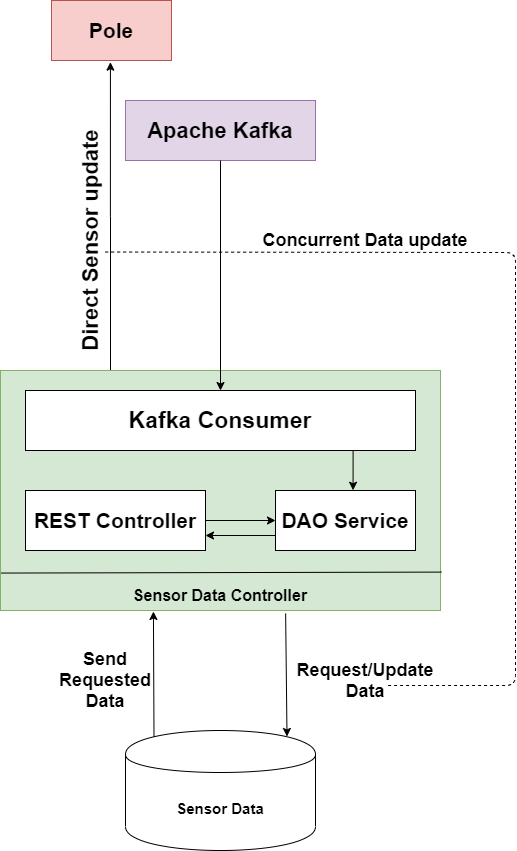 Pole
Apache Kafka
Direct Sensor update
Concurrent Data update
Kafka Consumer
REST Controller
DAO Service
Sensor Data Controller
Send
Requested
Data
Request/Update
Data
Sensor Data